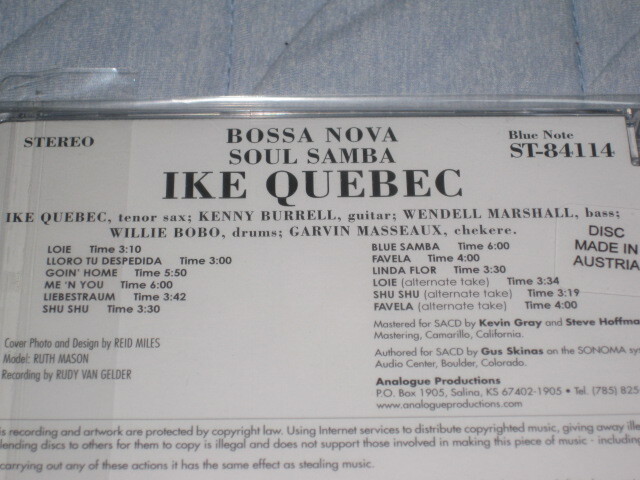 STEREO
BOSSA NOVA
SOUL SAMBA
IKE QUEBEC
Blue Note
ST-84114
IKE QUEBEC, tenor sax; KENNY BURRELL, guitar; WENDELL MARSHALL, bass;
WILLIE BOBO, drums; GARVIN MASSEAUX, chekere.
DISC
MADE IN
AUSTRIA
LOIE Time 3:10
LLORO TU DESPEDIDA Time 3:00
GOIN' HOME Time 5:50
ME 'N YOU Time 6:00
LIEBESTRAUM Time 3:42
SHU SHU Time 3:30
BLUE SAMBA Time 6:00
FAVELA Time 4:00
LINDA FLOR Time 3:30
LOIE (alternate take) Time 3:34
SHU SHU (alternate take) Time 3:19
FAVELA (alternate take) Time 4:00
Cover Photo and Design by REID MILES
Model: RUTH MASON
Recording by RUDY VAN GELDER
Mastered for SACD by Kevin Gray and Steve Hoffma
Mastering, Camarillo, California.
Authored for SACD by Gus Skinas on the SONOMA sy
Audio Center, Boulder, Colorado.
Analogue Productions
P.O. Box 1905, Salina, KS 67402-1905 • Tel. (785) 825
www.analogueproductions.com
is recording and artwork are protected by copyright law. Using Internet services to distribute copyrighted music, giving away ille
lending discs to others for them to copy is illegal and does not support those involved in making this piece of music - including
carrying out any of these actions it has the same effect as stealing music.